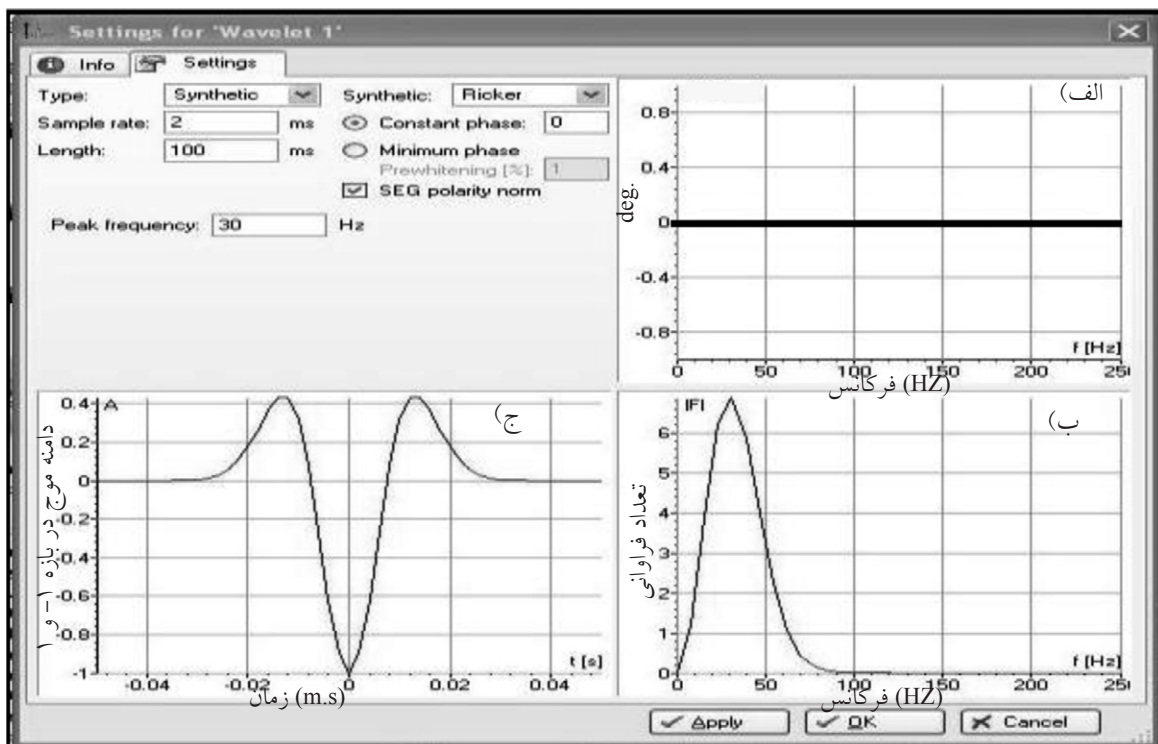 Settings for 'Wavelet 1'
Info Settings
Type: Synthetic Synthetic: Ricker
Sample rate: 2 ms Constant phase: 0
Length: 100 ms Minimum phase
Prewhitening [%]: 1
SEG polarity norm
Peak frequency: 30 Hz
الف)
deg.
0.8
0.4
0
-0.4
-0.8
f [Hz]
0 50 100 150 200 25
فرکانس (HZ)
ج)
A
دامنه موج در بازه ۱- و ۱
0.4
0.2
0
-0.2
-0.4
-0.6
-0.8
-1
t [s]
-0.04 -0.02 0 0.02 0.04
زمان (m.s)
ب)
|F|
تعداد فراوانی
6
5
4
3
2
1
0
f [Hz]
0 50 100 150 200 25
فرکانس (HZ)
Apply OK Cancel